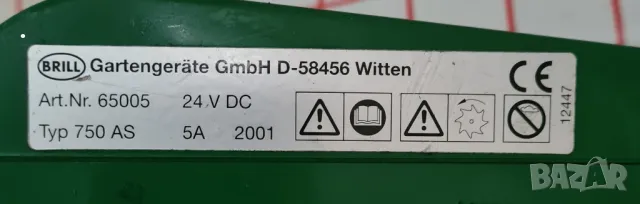 BRILL Gartengeräte GmbH D-58456 Witten
Art.Nr. 65005 24 V DC
Typ 750 AS 5A 2001
CE
12447
BAZAR